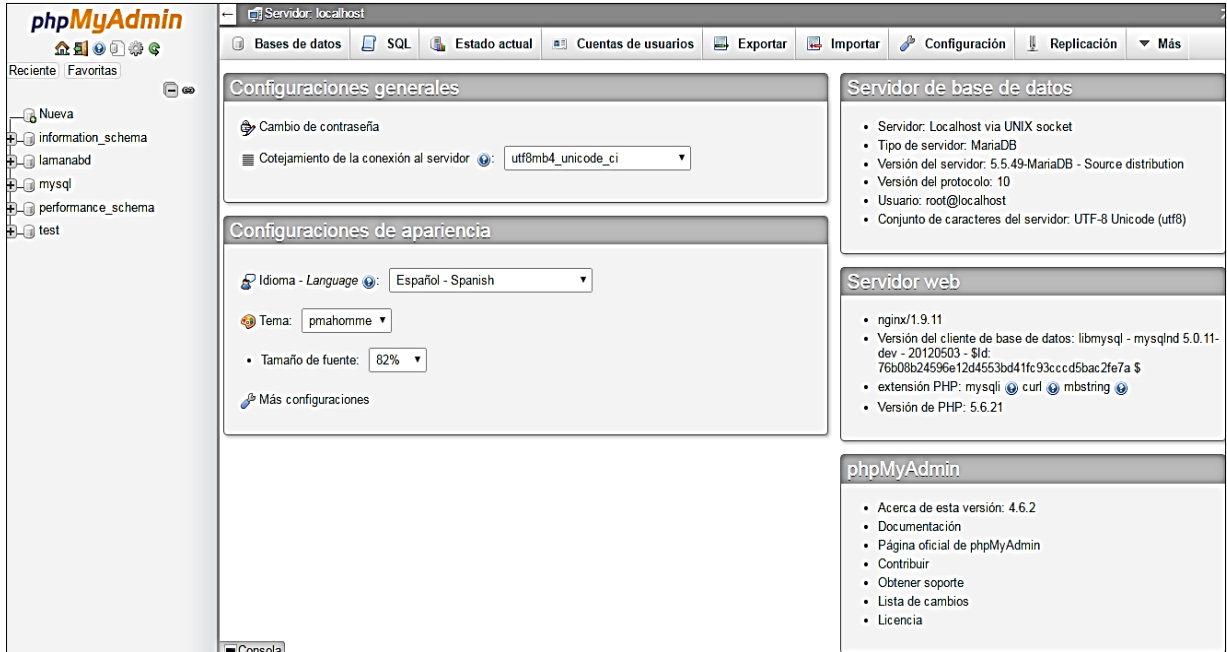 phpMyAdmin
Reciente Favoritas
Nueva
information_schema
lamanabd
mysql
performance_schema
test
Servidor: localhost
Bases de datos SQL Estado actual Cuentas de usuarios Exportar Importar Configuración Replicación Más
Configuraciones generales
Cambio de contraseña
Cotejamiento de la conexión al servidor : utf8mb4_unicode_ci
Configuraciones de apariencia
Idioma - Language : Español - Spanish
Tema: pmahomme
Tamaño de fuente: 82%
Más configuraciones
Servidor de base de datos
Servidor: Localhost via UNIX socket
Tipo de servidor: MariaDB
Versión del servidor: 5.5.49-MariaDB - Source distribution
Versión del protocolo: 10
Usuario: root@localhost
Conjunto de caracteres del servidor: UTF-8 Unicode (utf8)
Servidor web
nginx/1.9.11
Versión del cliente de base de datos: libmysql - mysqlnd 5.0.11-
dev - 20120503 - $Id:
76b08b24596e12d4553bd41fc93cccd5bac2fe7a $
extensión PHP: mysqli curl mbstring
Versión de PHP: 5.6.21
phpMyAdmin
Acerca de esta versión: 4.6.2
Documentación
Página oficial de phpMyAdmin
Contribuir
Obtener soporte
Lista de cambios
Licencia
Consola